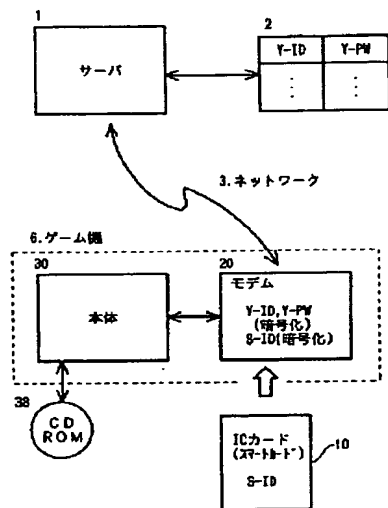 1
サーバ
2
Y-ID Y-PW
3.ネットワーク
6.ゲーム機
30
本体
20
モデム
Y-ID,Y-PW
(暗号化)
S-ID(暗号化)
38
CD
ROM
ICカード
(スマートカード)
S-ID
10